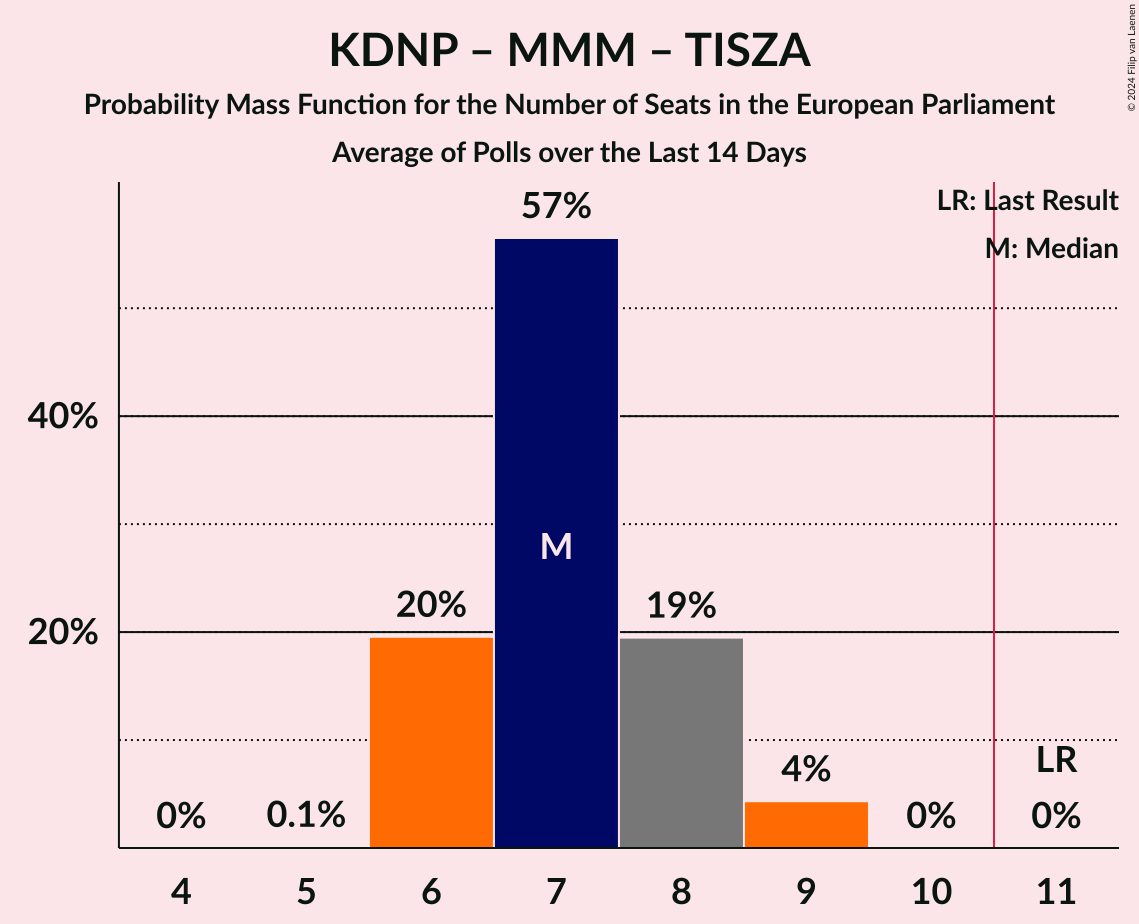 KDNP – MMM – TISZA
Probability Mass Function for the Number of Seats in the European Parliament
Average of Polls over the Last 14 Days
© 2024 Filip van Laenen
LR: Last Result
M: Median
57%
40%
M
20%
19%
20%
4%
LR
0%
0.1%
0%
0%
4 5 6 7 8 9 10 11